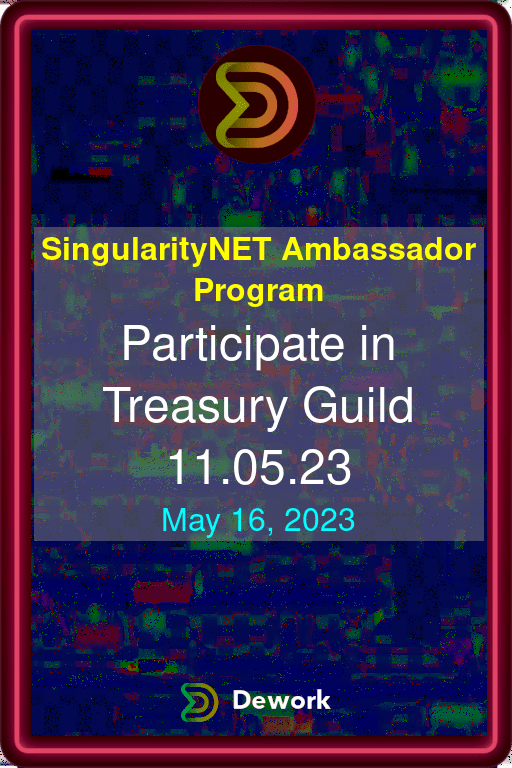 SingularityNET Ambassador
Program
Participate in
Treasury Guild
11.05.23
May 16, 2023
Dework